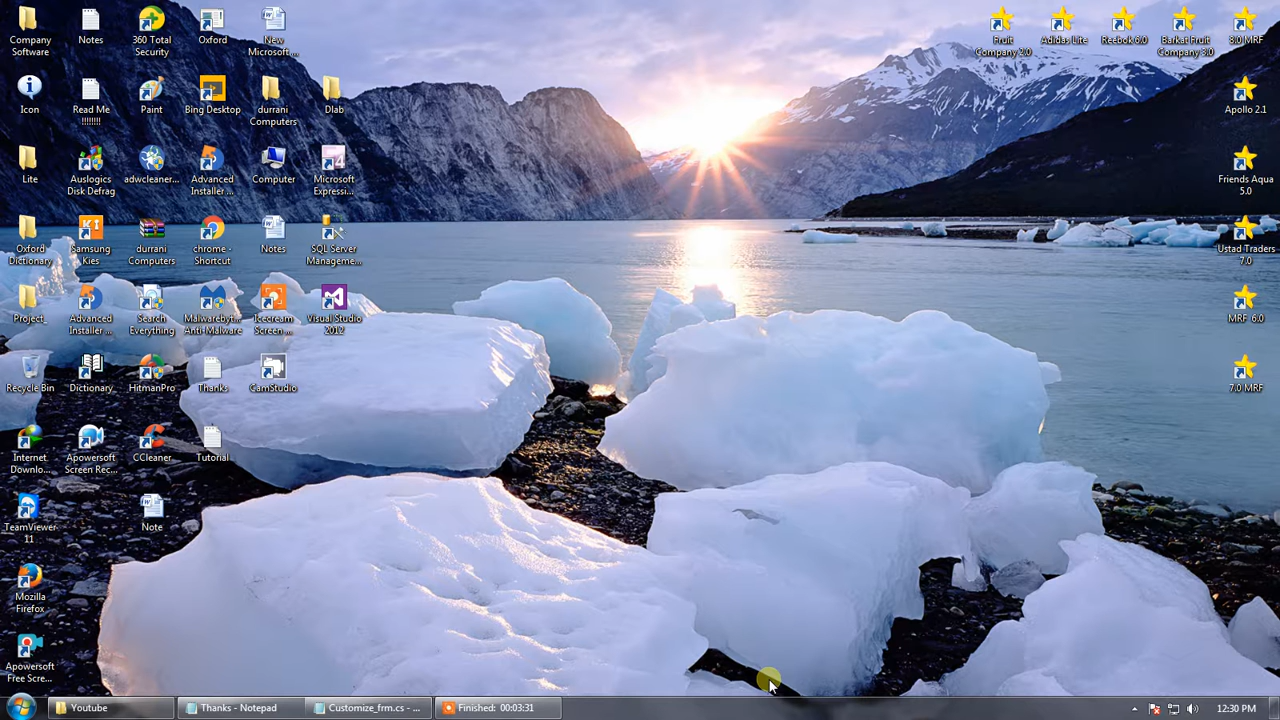 Company
Software
Notes
360 Total
Security
Oxford
New
Microsoft...
Fruit
Company 2.0
Adidas Lite
Reebok 6.0
Barkat Fruit
Company 3.0
8.0 MRF
Icon
Read Me
!!!!!!!!
Paint
Bing Desktop
durrani
Computers
Dlab
Apollo 2.1
Lite
Auslogics
Disk Defrag
adwcleaner...
Advanced
Installer ...
Computer
Microsoft
Expressi...
Friends Aqua
5.0
Oxford
Dictionary
Samsung
Kies
durrani
Computers
chrome -
Shortcut
Notes
SQL Server
Manageme...
Ustad Traders
7.0
Project_
Advanced
Installer ...
Search
Everything
Malwarebyt...
Anti-Malware
Icecream
Screen ...
Visual Studio
2012
MRF 6.0
Recycle Bin
Dictionary
HitmanPro
Thanks
CamStudio
7.0 MRF
Internet
Downlo...
Apowersoft
Screen Rec...
CCleaner
Tutorial
TeamViewer
11
Note
Mozilla
Firefox
Apowersoft
Free Scre...
Youtube
Thanks - Notepad
Customize_frm.cs - ...
Finished: 00:03:31
12:30 PM